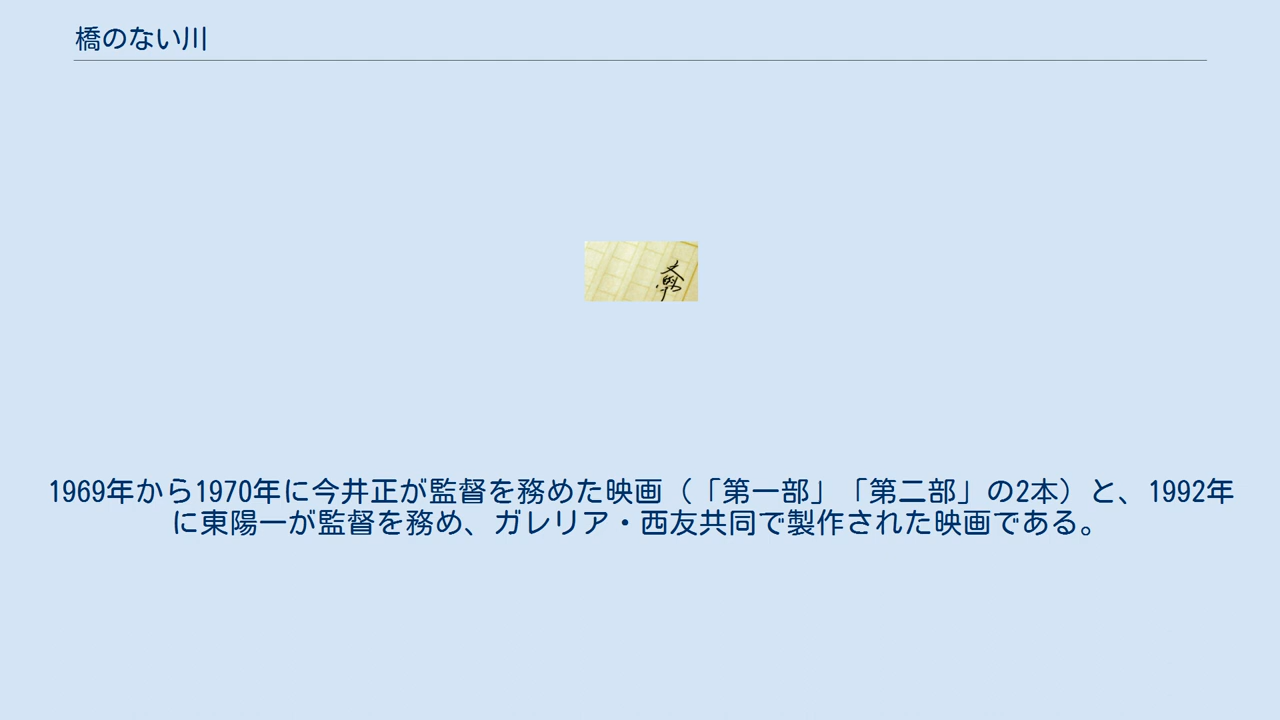 橋のない川
1969年から1970年に今井正が監督を務めた映画（「第一部」「第二部」の2本）と、1992年
に東陽一が監督を務め、ガレリア・西友共同で製作された映画である。